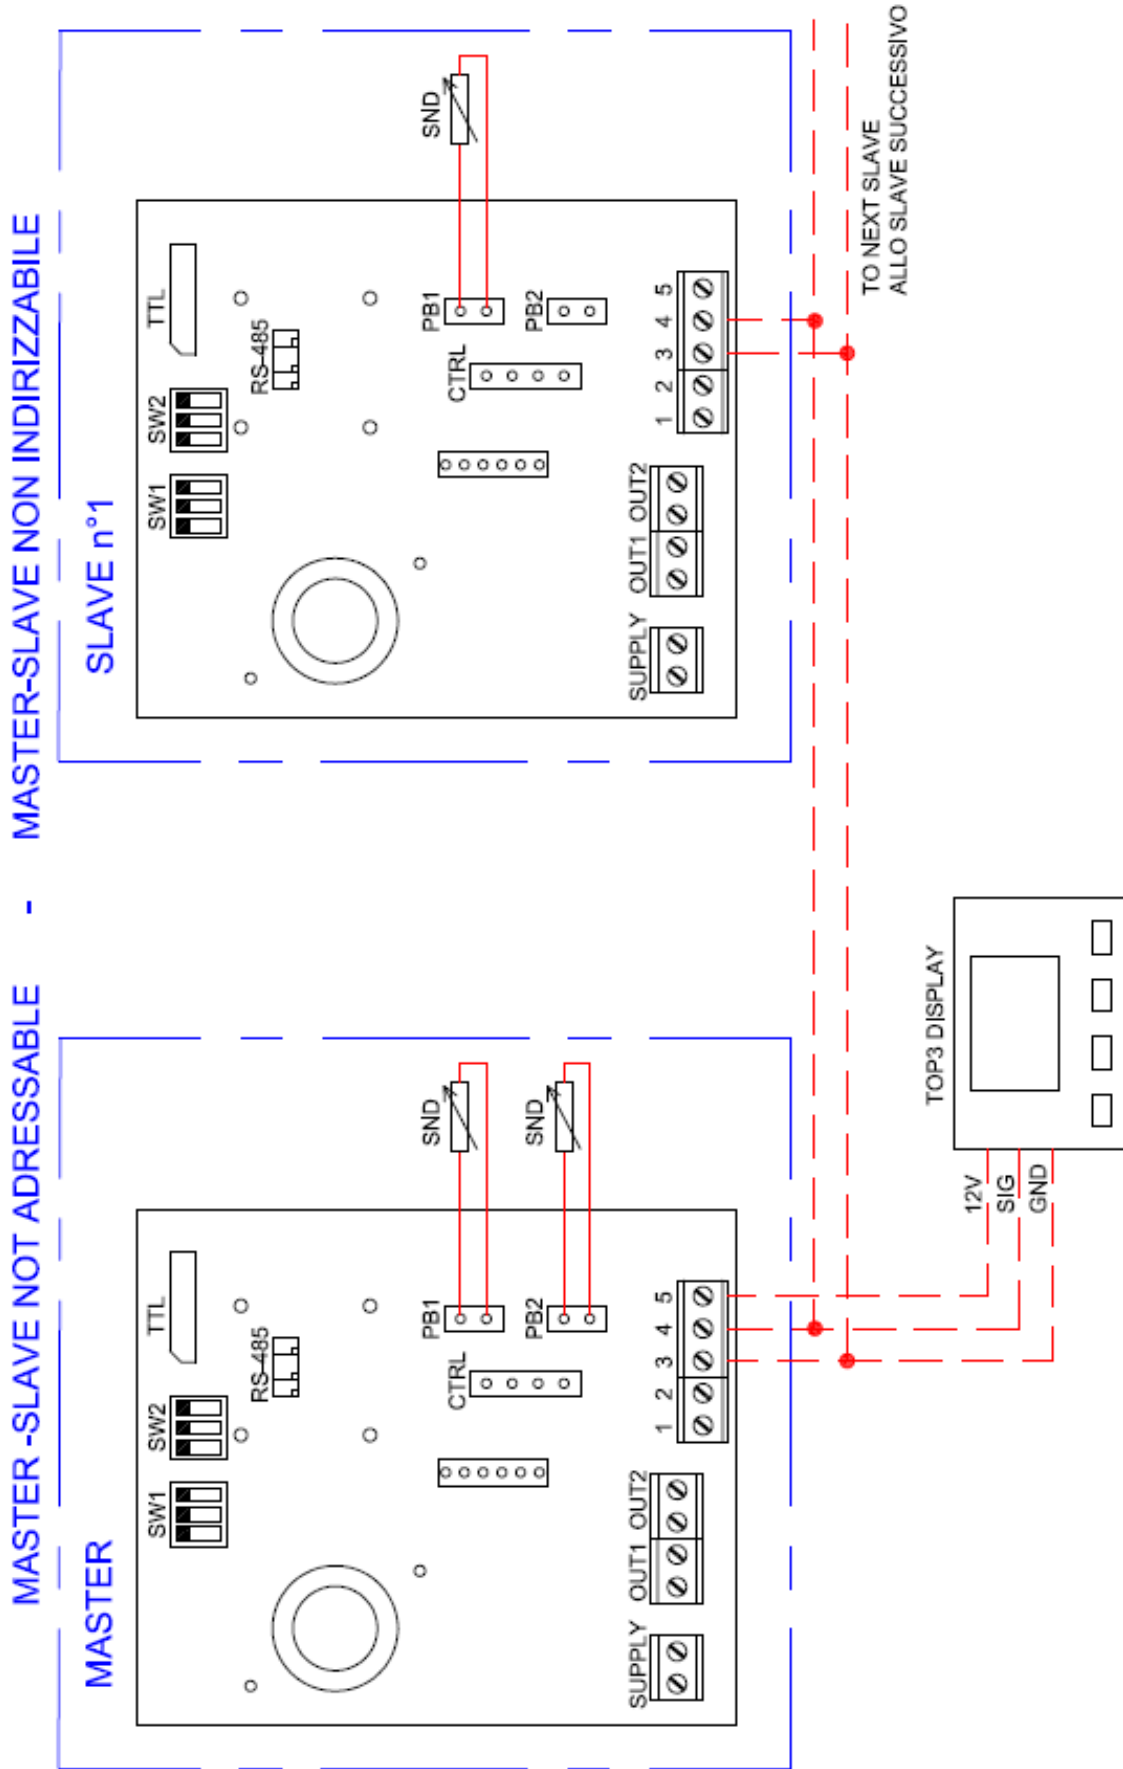 MASTER -SLAVE NOT ADRESSABLE - MASTER-SLAVE NON INDIRIZZABILE
MASTER
SW1 SW2 TTL
RS-485
PB1 SND
CTRL
PB2 SND
SUPPLY OUT1 OUT2
1 2 3 4 5
SLAVE n°1
SW1 SW2 TTL
RS-485
PB1 SND
CTRL
PB2
SUPPLY OUT1 OUT2
1 2 3 4 5
TO NEXT SLAVE
ALLO SLAVE SUCCESSIVO
12V
SIG
GND
TOP3 DISPLAY